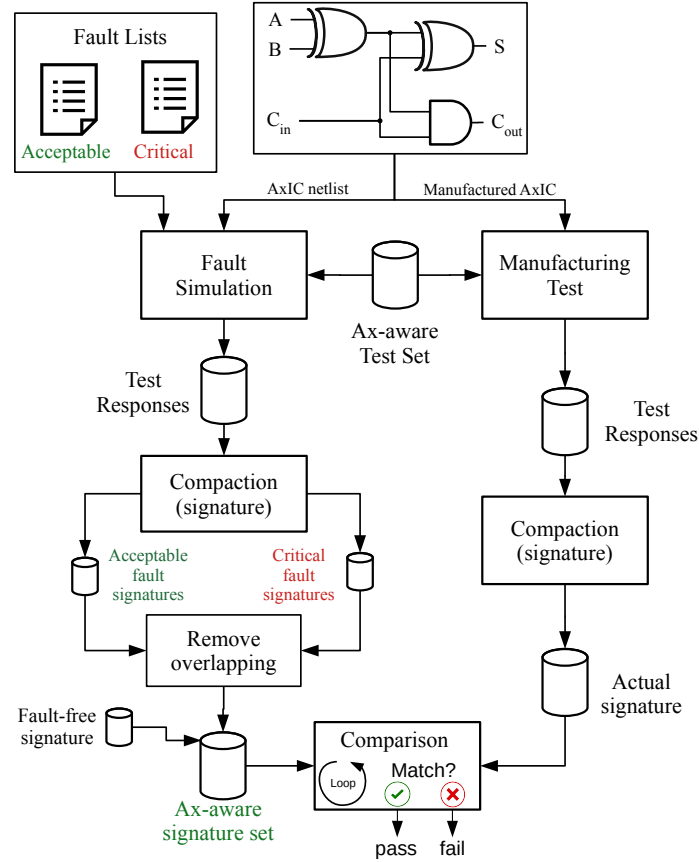 Fault Lists
Acceptable
Critical
A
B
C_in
S
C_out
AxIC netlist
Manufactured AxIC
Fault
Simulation
Manufacturing
Test
Ax-aware
Test Set
Test
Responses
Test
Responses
Compaction
(signature)
Compaction
(signature)
Acceptable
fault
signatures
Critical
fault
signatures
Remove
overlapping
Actual
signature
Fault-free
signature
Ax-aware
signature set
Comparison
Loop
Match?
pass
fail